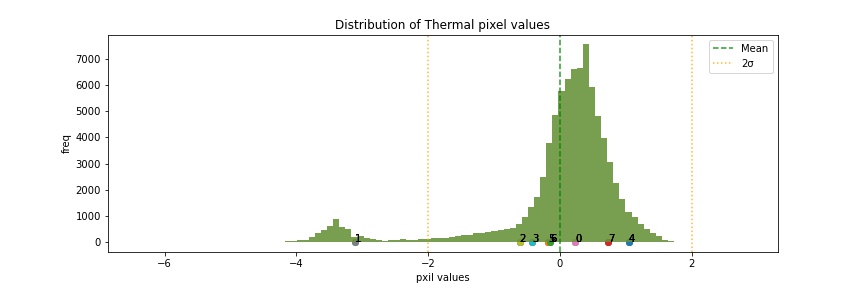 Distribution of Thermal pixel values
Mean
2σ
freq
7000
6000
5000
4000
3000
2000
1000
0
1 2 3 5 6 0 7 4
−6 −4 −2 0 2
pxil values